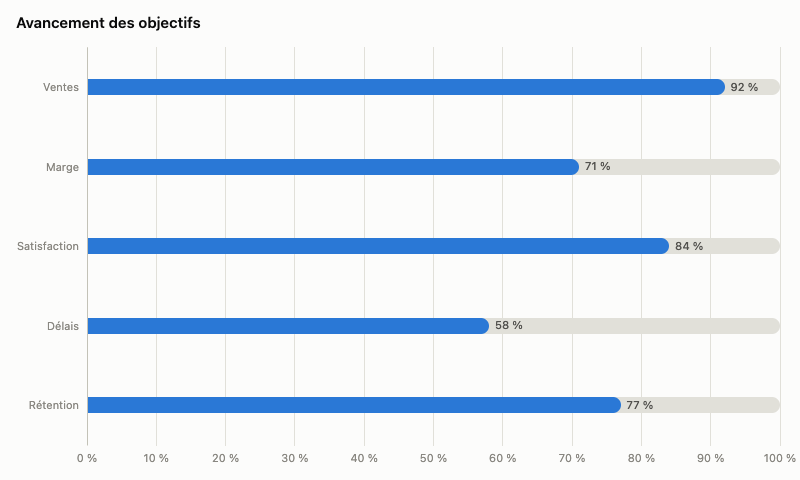 Avancement des objectifs
Ventes 92 %
Marge 71 %
Satisfaction 84 %
Délais 58 %
Rétention 77 %
0 % 10 % 20 % 30 % 40 % 50 % 60 % 70 % 80 % 90 % 100 %